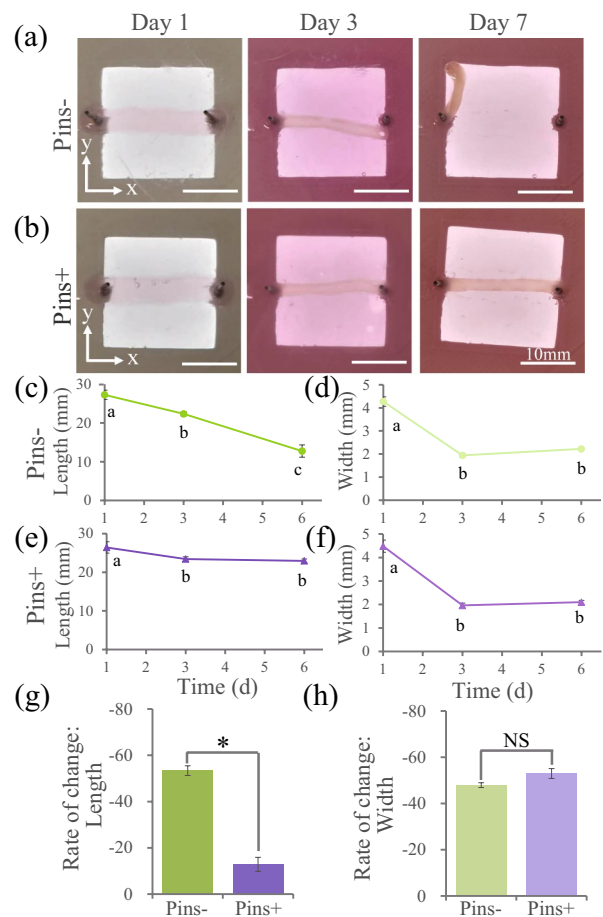 (a) Day 1 Day 3 Day 7
Pins-
y
x
(b)
Pins+
y
x
10mm
(c) (d)
Pins-
Length (mm)
30
20
10
0
a
b
c
1 2 3 4 5 6
Width (mm)
5
4
3
2
1
0
a
b
b
1 2 3 4 5 6
(e) (f)
Pins+
Length (mm)
30
20
10
0
a
b
b
1 2 3 4 5 6
Time (d)
Width (mm)
5
4
3
2
1
0
a
b
b
1 2 3 4 5 6
Time (d)
(g) (h)
Rate of change:
Length
-80
-60
-40
-20
0
*
Pins- Pins+
Rate of change:
Width
-80
-60
-40
-20
0
NS
Pins- Pins+